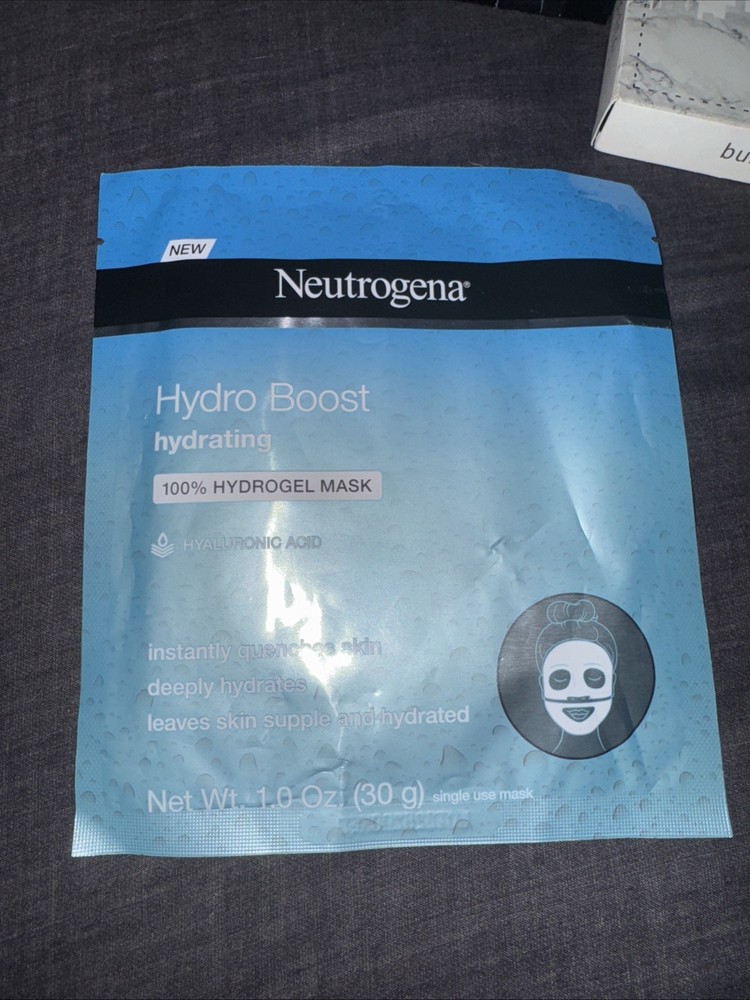 bu
NEW
Neutrogena®
Hydro Boost
hydrating
100% HYDROGEL MASK
HYALURONIC ACID
instantly quenches skin
deeply hydrates
leaves skin supple and hydrated
Net Wt. 1.0 Oz. (30 g) single use mask